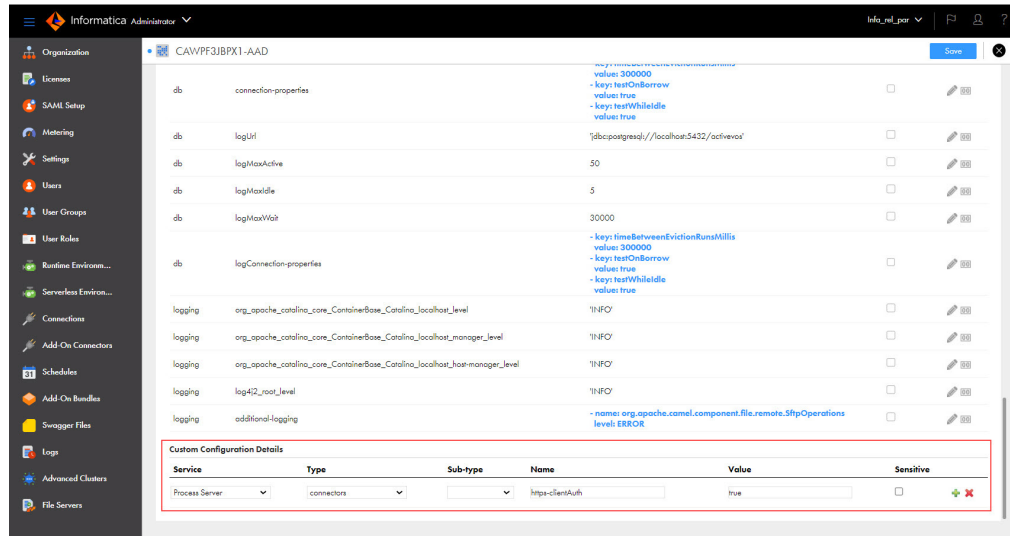 Informatica Administrator
Infa_rel_par
?
Organization
Licenses
SAML Setup
Metering
Settings
Users
User Groups
User Roles
Runtime Environm...
Serverless Environ...
Connections
Add-On Connectors
31 Schedules
Add-On Bundles
Swagger Files
Logs
Advanced Clusters
File Servers
CAWPF3JBPX1-AAD
Save
- key: timeBetweenEvictionRunsMillis
value: 300000
db connection-properties
- key: testOnBorrow
value: true
- key: testWhileIdle
value: true
db logUrl 'jdbc:postgresql://localhost:5432/activevos'
db logMaxActive 50
db logMaxIdle 5
db logMaxWait 30000
- key: timeBetweenEvictionRunsMillis
value: 300000
db logConnection-properties
- key: testOnBorrow
value: true
- key: testWhileIdle
value: true
logging org_apache_catalina_core_ContainerBase_Catalina_localhost_level 'INFO'
logging org_apache_catalina_core_ContainerBase_Catalina_localhost_manager_level 'INFO'
logging org_apache_catalina_core_ContainerBase_Catalina_localhost_host-manager_level 'INFO'
logging log4j2_root_level 'INFO'
logging additional-logging
- name: org.apache.camel.component.file.remote.SftpOperations
level: ERROR
Custom Configuration Details
Service Type Sub-type Name Value Sensitive
Process Server connectors https-clientAuth true